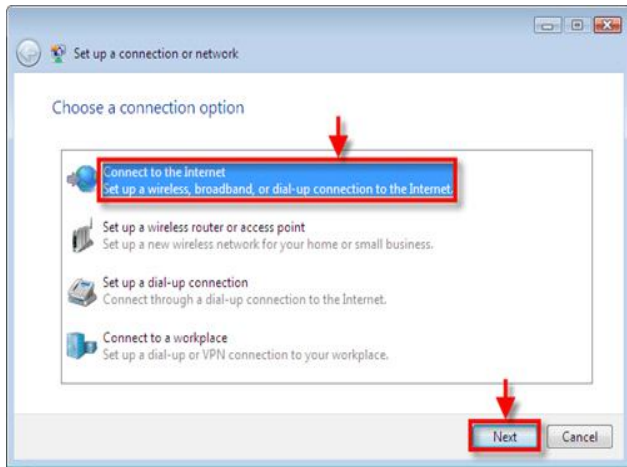 Set up a connection or network
Choose a connection option
Connect to the Internet
Set up a wireless, broadband, or dial-up connection to the Internet.
Set up a wireless router or access point
Set up a new wireless network for your home or small business.
Set up a dial-up connection
Connect through a dial-up connection to the Internet.
Connect to a workplace
Set up a dial-up or VPN connection to your workplace.
Next Cancel